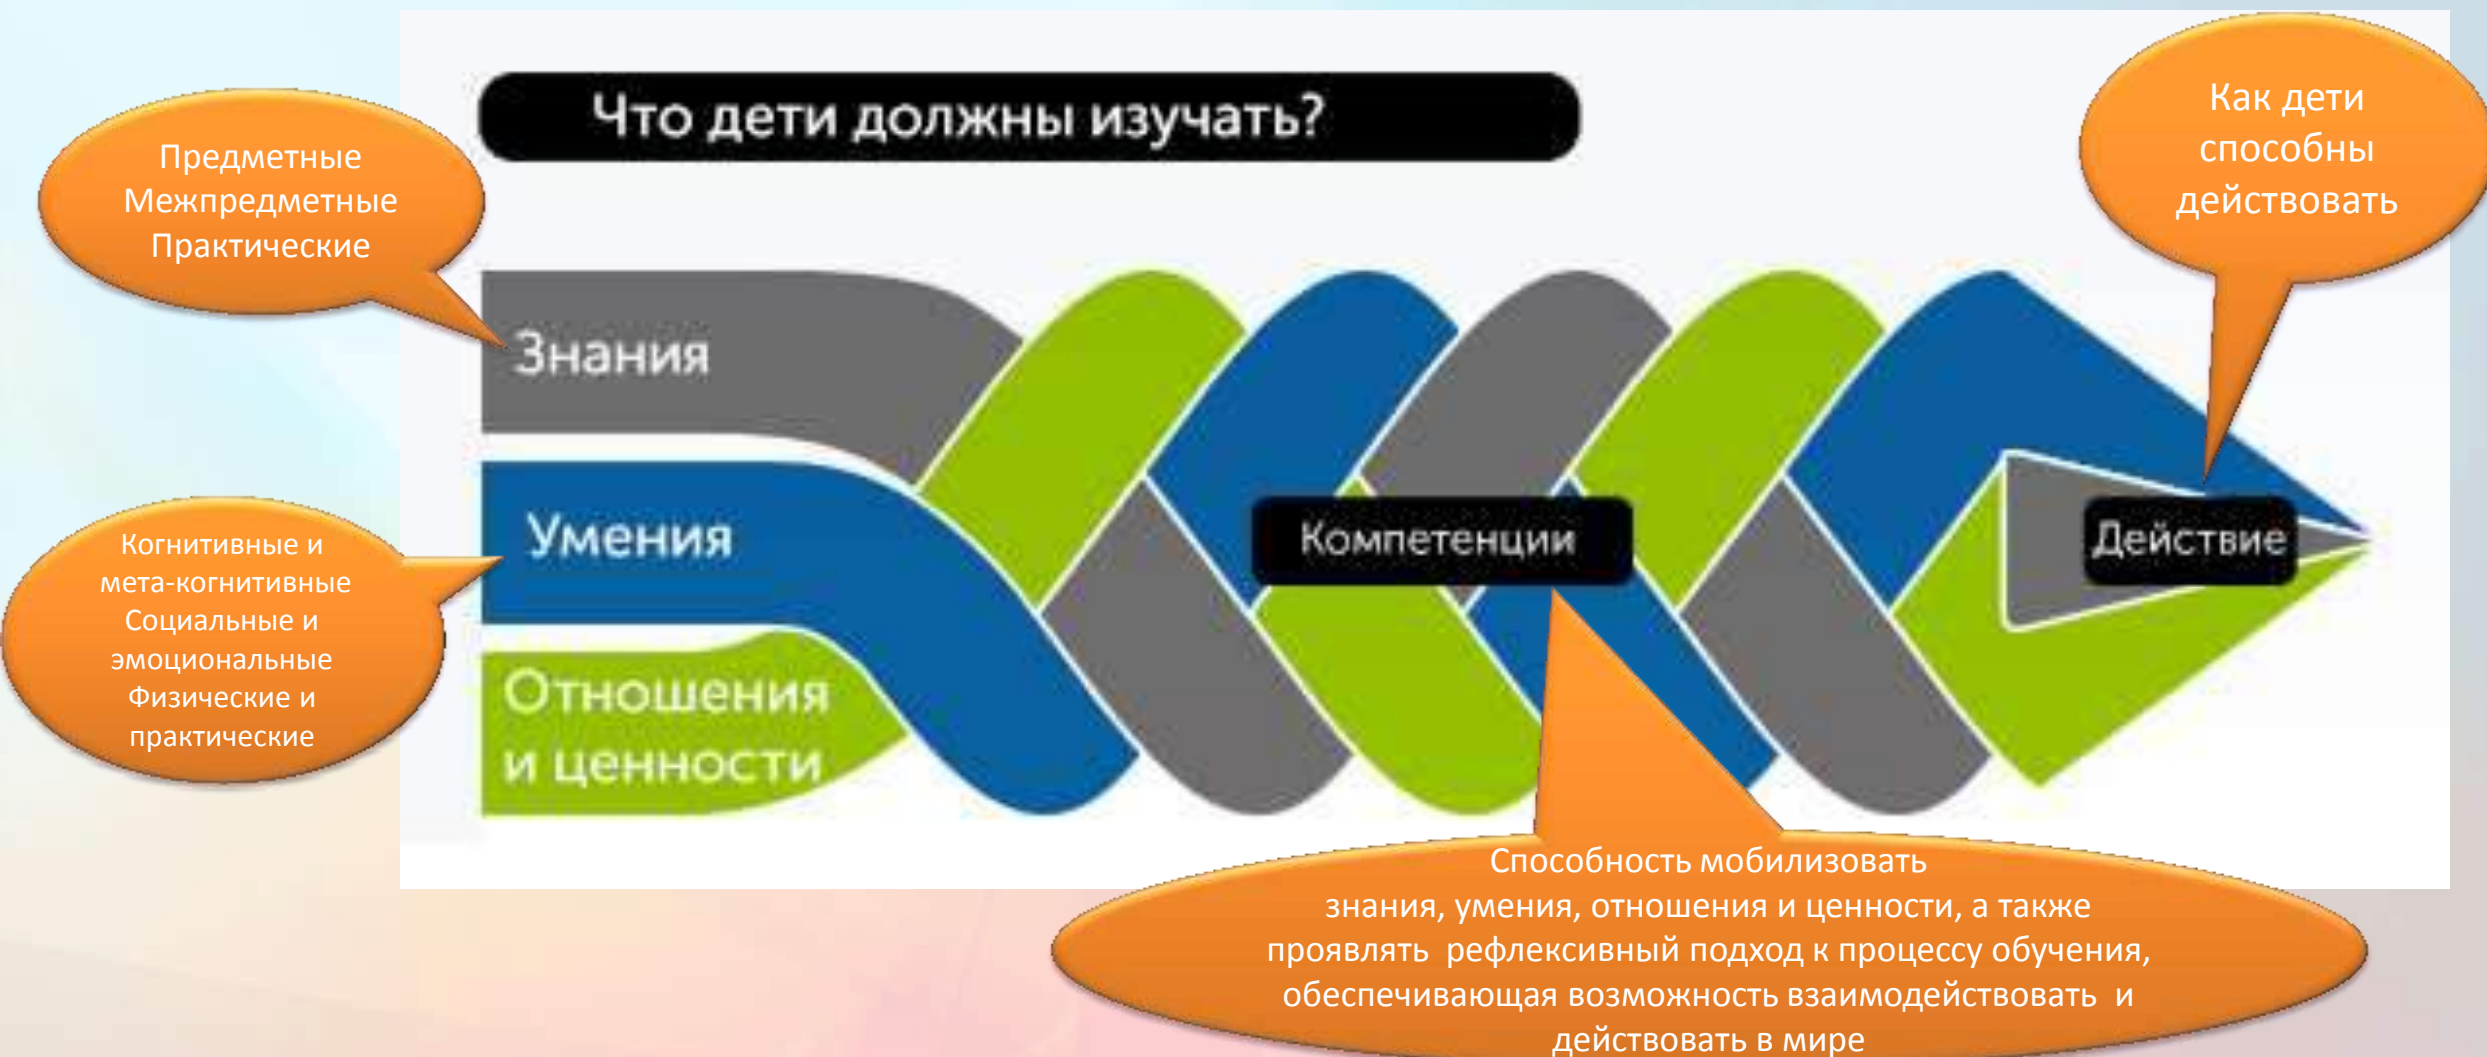 Что дети должны изучать?
Предметные
Межпредметные
Практические
Как дети
способны
действовать
Знания
Умения
Отношения
и ценности
Когнитивные и
мета-когнитивные
Социальные и
эмоциональные
Физические и
практические
Компетенции
Действие
Способность мобилизовать
знания, умения, отношения и ценности, а также
проявлять  рефлексивный подход к процессу обучения,
обеспечивающая возможность взаимодействовать  и
действовать в мире